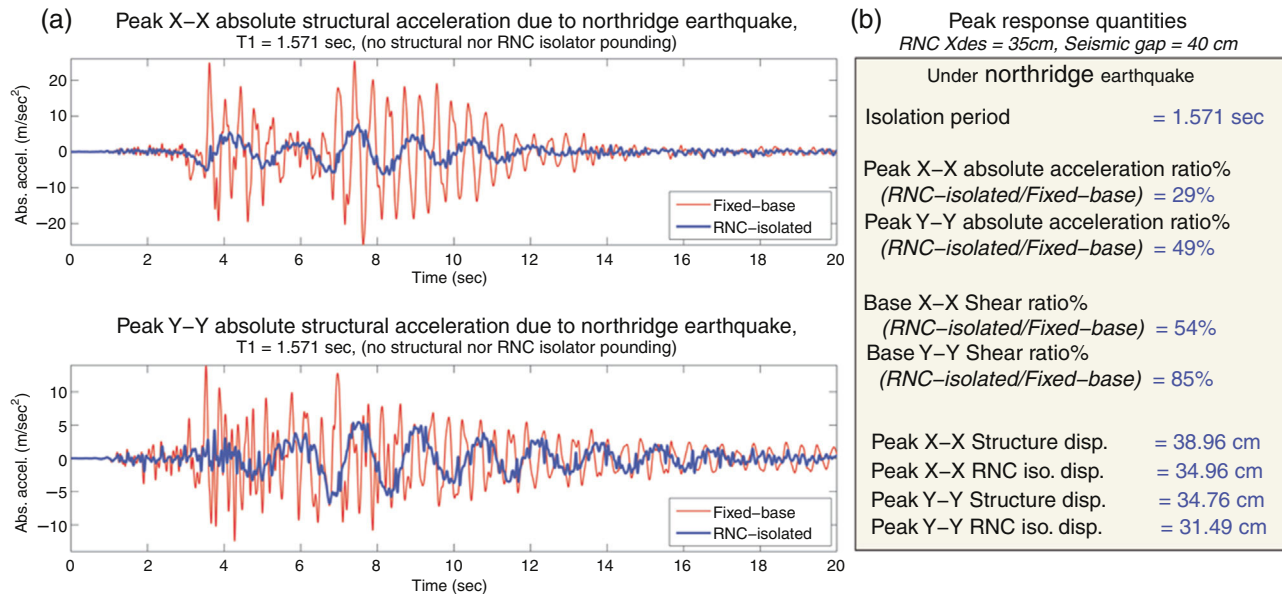 (a)
Peak X–X absolute structural acceleration due to northridge earthquake,
T1 = 1.571 sec, (no structural nor RNC isolator pounding)
Abs. accel. (m/sec²)
20
10
0
−10
−20
Fixed-base
RNC-isolated
0 2 4 6 8 10 12 14 16 18 20
Time (sec)
Peak Y–Y absolute structural acceleration due to northridge earthquake,
T1 = 1.571 sec, (no structural nor RNC isolator pounding)
Abs. accel. (m/sec²)
10
5
0
−5
−10
Fixed-base
RNC-isolated
0 2 4 6 8 10 12 14 16 18 20
Time (sec)
(b)
Peak response quantities
RNC Xdes = 35cm, Seismic gap = 40 cm
Under northridge earthquake
Isolation period = 1.571 sec
Peak X–X absolute acceleration ratio%
(RNC–isolated/Fixed–base) = 29%
Peak Y–Y absolute acceleration ratio%
(RNC–isolated/Fixed–base) = 49%
Base X–X Shear ratio%
(RNC–isolated/Fixed–base) = 54%
Base Y–Y Shear ratio%
(RNC–isolated/Fixed–base) = 85%
Peak X–X Structure disp. = 38.96 cm
Peak X–X RNC iso. disp. = 34.96 cm
Peak Y–Y Structure disp. = 34.76 cm
Peak Y–Y RNC iso. disp. = 31.49 cm